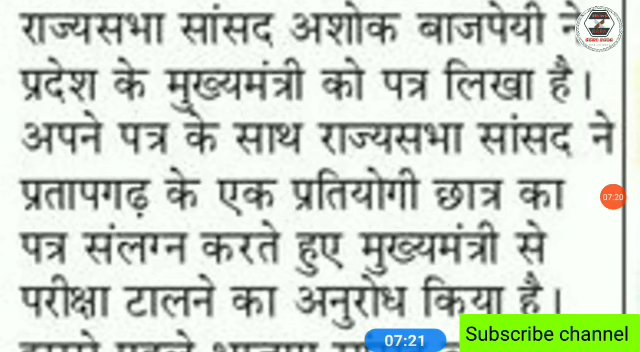 राज्यसभा सांसद अशोक बाजपेयी ने
प्रदेश के मुख्यमंत्री को पत्र लिखा है।
अपने पत्र के साथ राज्यसभा सांसद ने
प्रतापगढ़ के एक प्रतियोगी छात्र का
07:20
पत्र संलग्न करते हुए मुख्यमंत्री से
परीक्षा टालने का अनुरोध किया है।
07:21
Subscribe channel